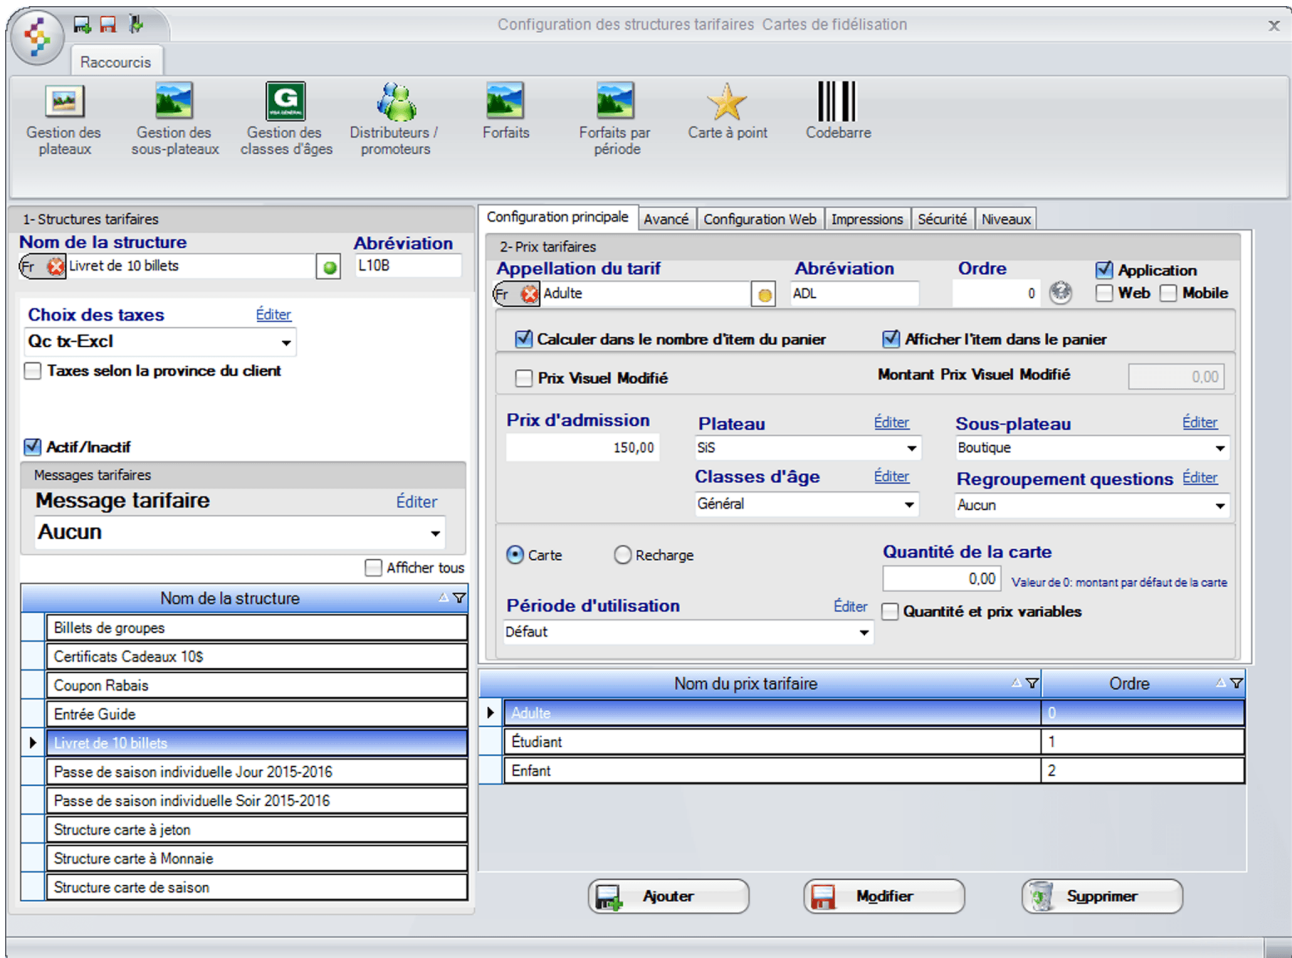 Configuration des structures tarifaires  Cartes de fidélisation
x
Raccourcis
Gestion des plateaux
Gestion des sous-plateaux
G
Gestion des classes d'âges
Distributeurs / promoteurs
Forfaits
Forfaits par période
Carte à point
Codebarre
1- Structures tarifaires
Nom de la structure
Abréviation
Fr
Livret de 10 billets
L10B
Choix des taxes
Éditer
Qc tx-Excl
Taxes selon la province du client
Actif/Inactif
Messages tarifaires
Message tarifaire
Éditer
Aucun
Afficher tous
Nom de la structure
Billets de groupes
Certificats Cadeaux 10$
Coupon Rabais
Entrée Guide
Livret de 10 billets
Passe de saison individuelle Jour 2015-2016
Passe de saison individuelle Soir 2015-2016
Structure carte à jeton
Structure carte à Monnaie
Structure carte de saison
Configuration principale
Avancé
Configuration Web
Impressions
Sécurité
Niveaux
2- Prix tarifaires
Appellation du tarif
Abréviation
Ordre
Application
Fr
Adulte
ADL
0
Web
Mobile
Calculer dans le nombre d'item du panier
Afficher l'item dans le panier
Prix Visuel Modifié
Montant Prix Visuel Modifié
0,00
Prix d'admission
Plateau
Éditer
Sous-plateau
Éditer
150,00
SiS
Boutique
Classes d'âge
Éditer
Regroupement questions
Éditer
Général
Aucun
Carte
Recharge
Quantité de la carte
0,00
Valeur de 0: montant par défaut de la carte
Période d'utilisation
Éditer
Quantité et prix variables
Défaut
Nom du prix tarifaire
Ordre
Adulte
0
Étudiant
1
Enfant
2
Ajouter
Modifier
Supprimer